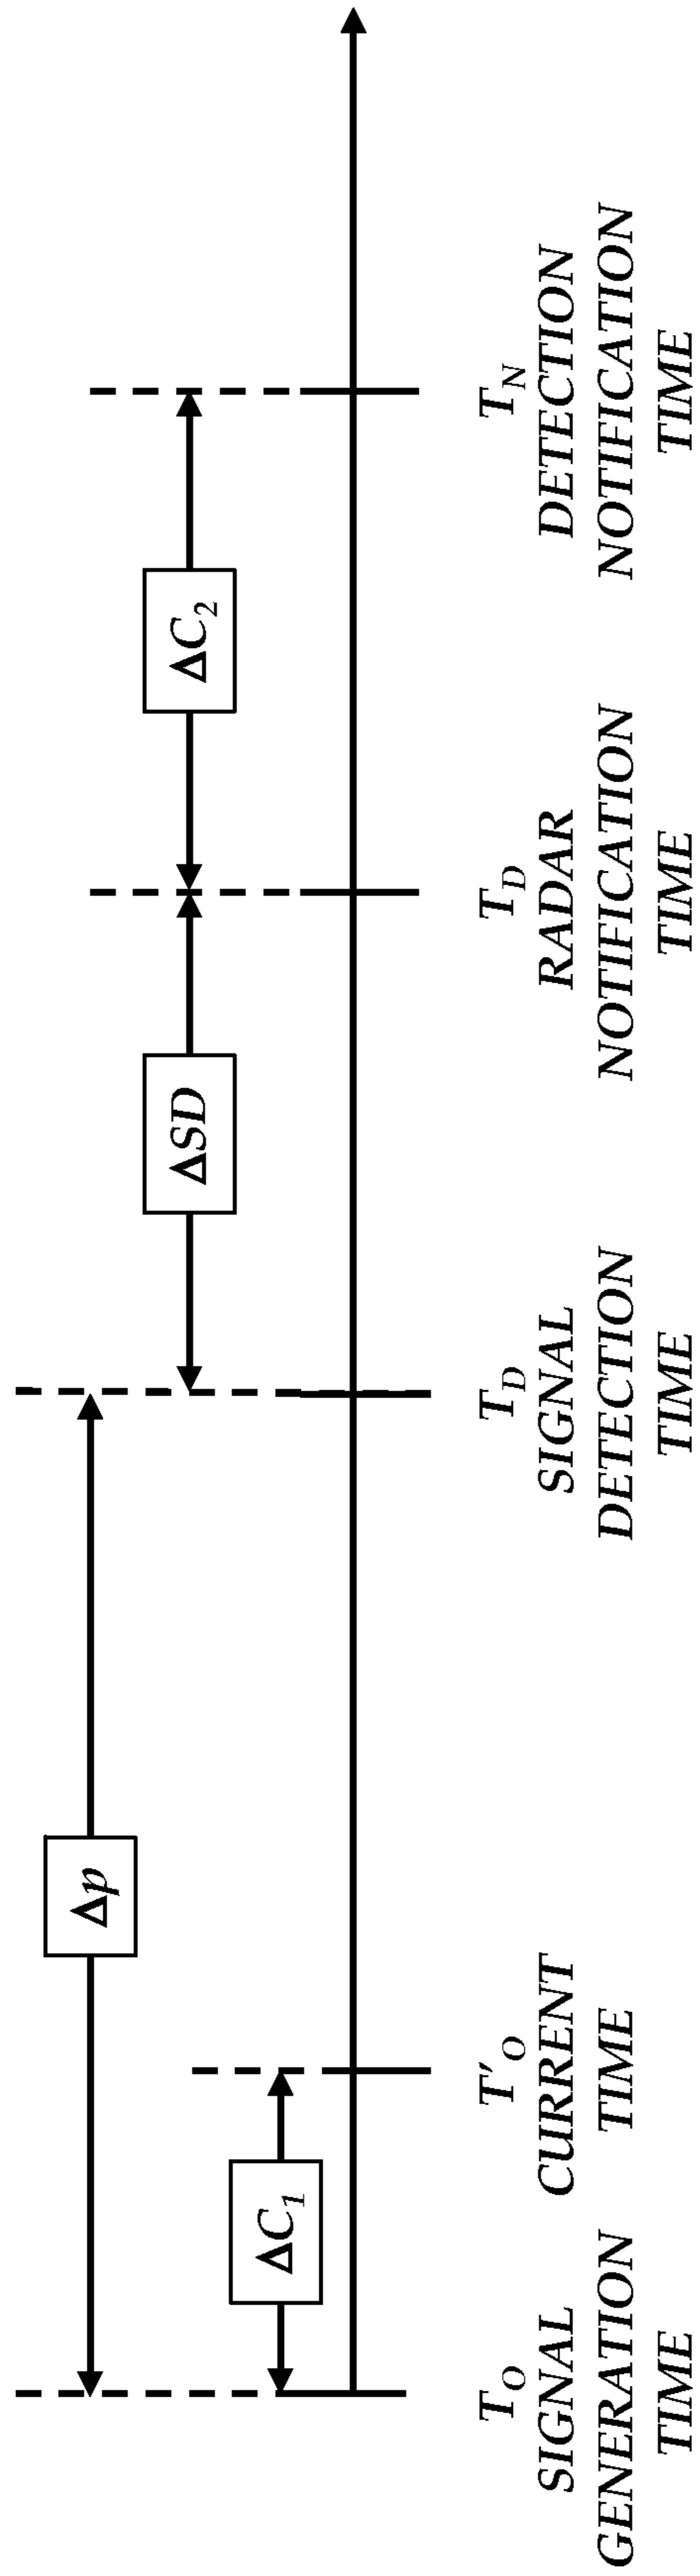 Δp
ΔC₁
ΔSD
ΔC₂
T_O
SIGNAL
GENERATION
TIME
T′_O
CURRENT
TIME
T_D
SIGNAL
DETECTION
TIME
T_D
RADAR
NOTIFICATION
TIME
T_N
DETECTION
NOTIFICATION
TIME